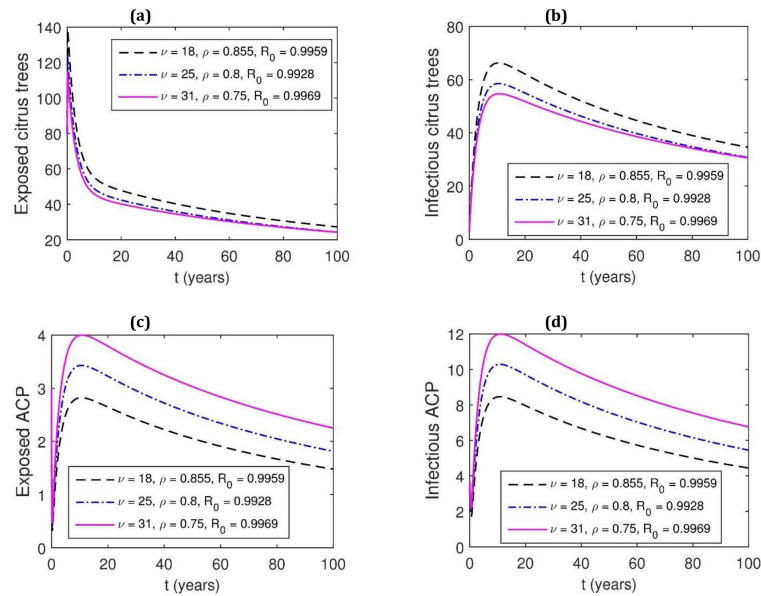 (a)
Exposed citrus trees
140
120
100
80
60
40
20
0 20 40 60 80 100
t (years)
ν = 18, ρ = 0.855, R0 = 0.9959
ν = 25, ρ = 0.8, R0 = 0.9928
ν = 31, ρ = 0.75, R0 = 0.9969
(b)
Infectious citrus trees
80
60
40
20
0
0 20 40 60 80 100
t (years)
ν = 18, ρ = 0.855, R0 = 0.9959
ν = 25, ρ = 0.8, R0 = 0.9928
ν = 31, ρ = 0.75, R0 = 0.9969
(c)
Exposed ACP
4
3
2
1
0
0 20 40 60 80 100
t (years)
ν = 18, ρ = 0.855, R0 = 0.9959
ν = 25, ρ = 0.8, R0 = 0.9928
ν = 31, ρ = 0.75, R0 = 0.9969
(d)
Infectious ACP
12
10
8
6
4
2
0
0 20 40 60 80 100
t (years)
ν = 18, ρ = 0.855, R0 = 0.9959
ν = 25, ρ = 0.8, R0 = 0.9928
ν = 31, ρ = 0.75, R0 = 0.9969